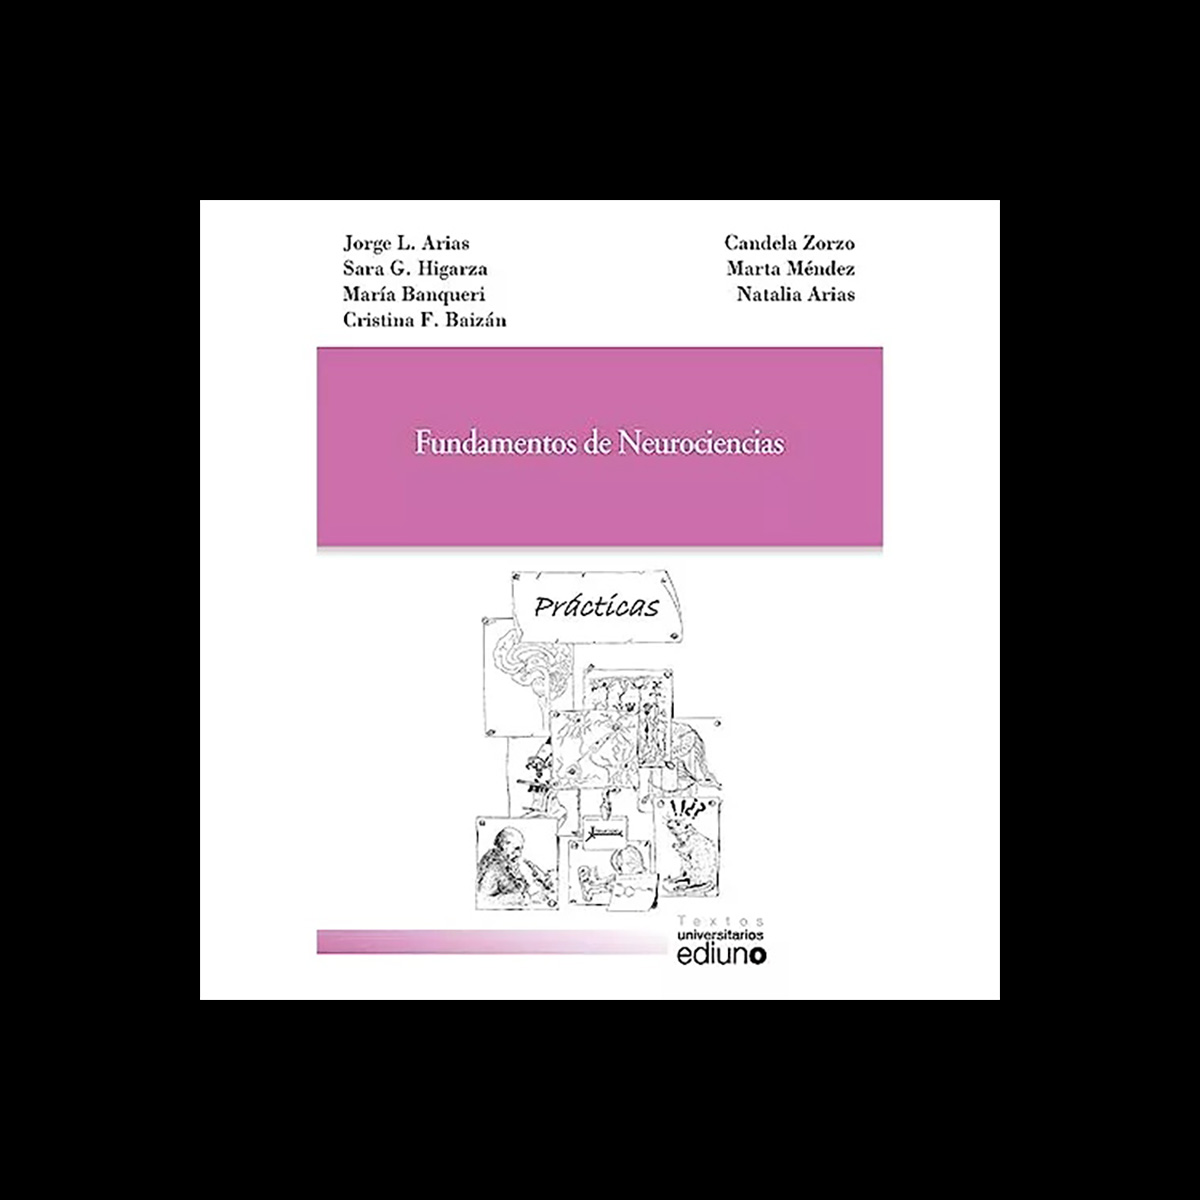 Jorge L. Arias
Sara G. Higarza
María Banqueri
Cristina F. Baizán
Candela Zorzo
Marta Méndez
Natalia Arias
Fundamentos de Neurociencias
Prácticas
!!??
Textos
universitarios
ediuno